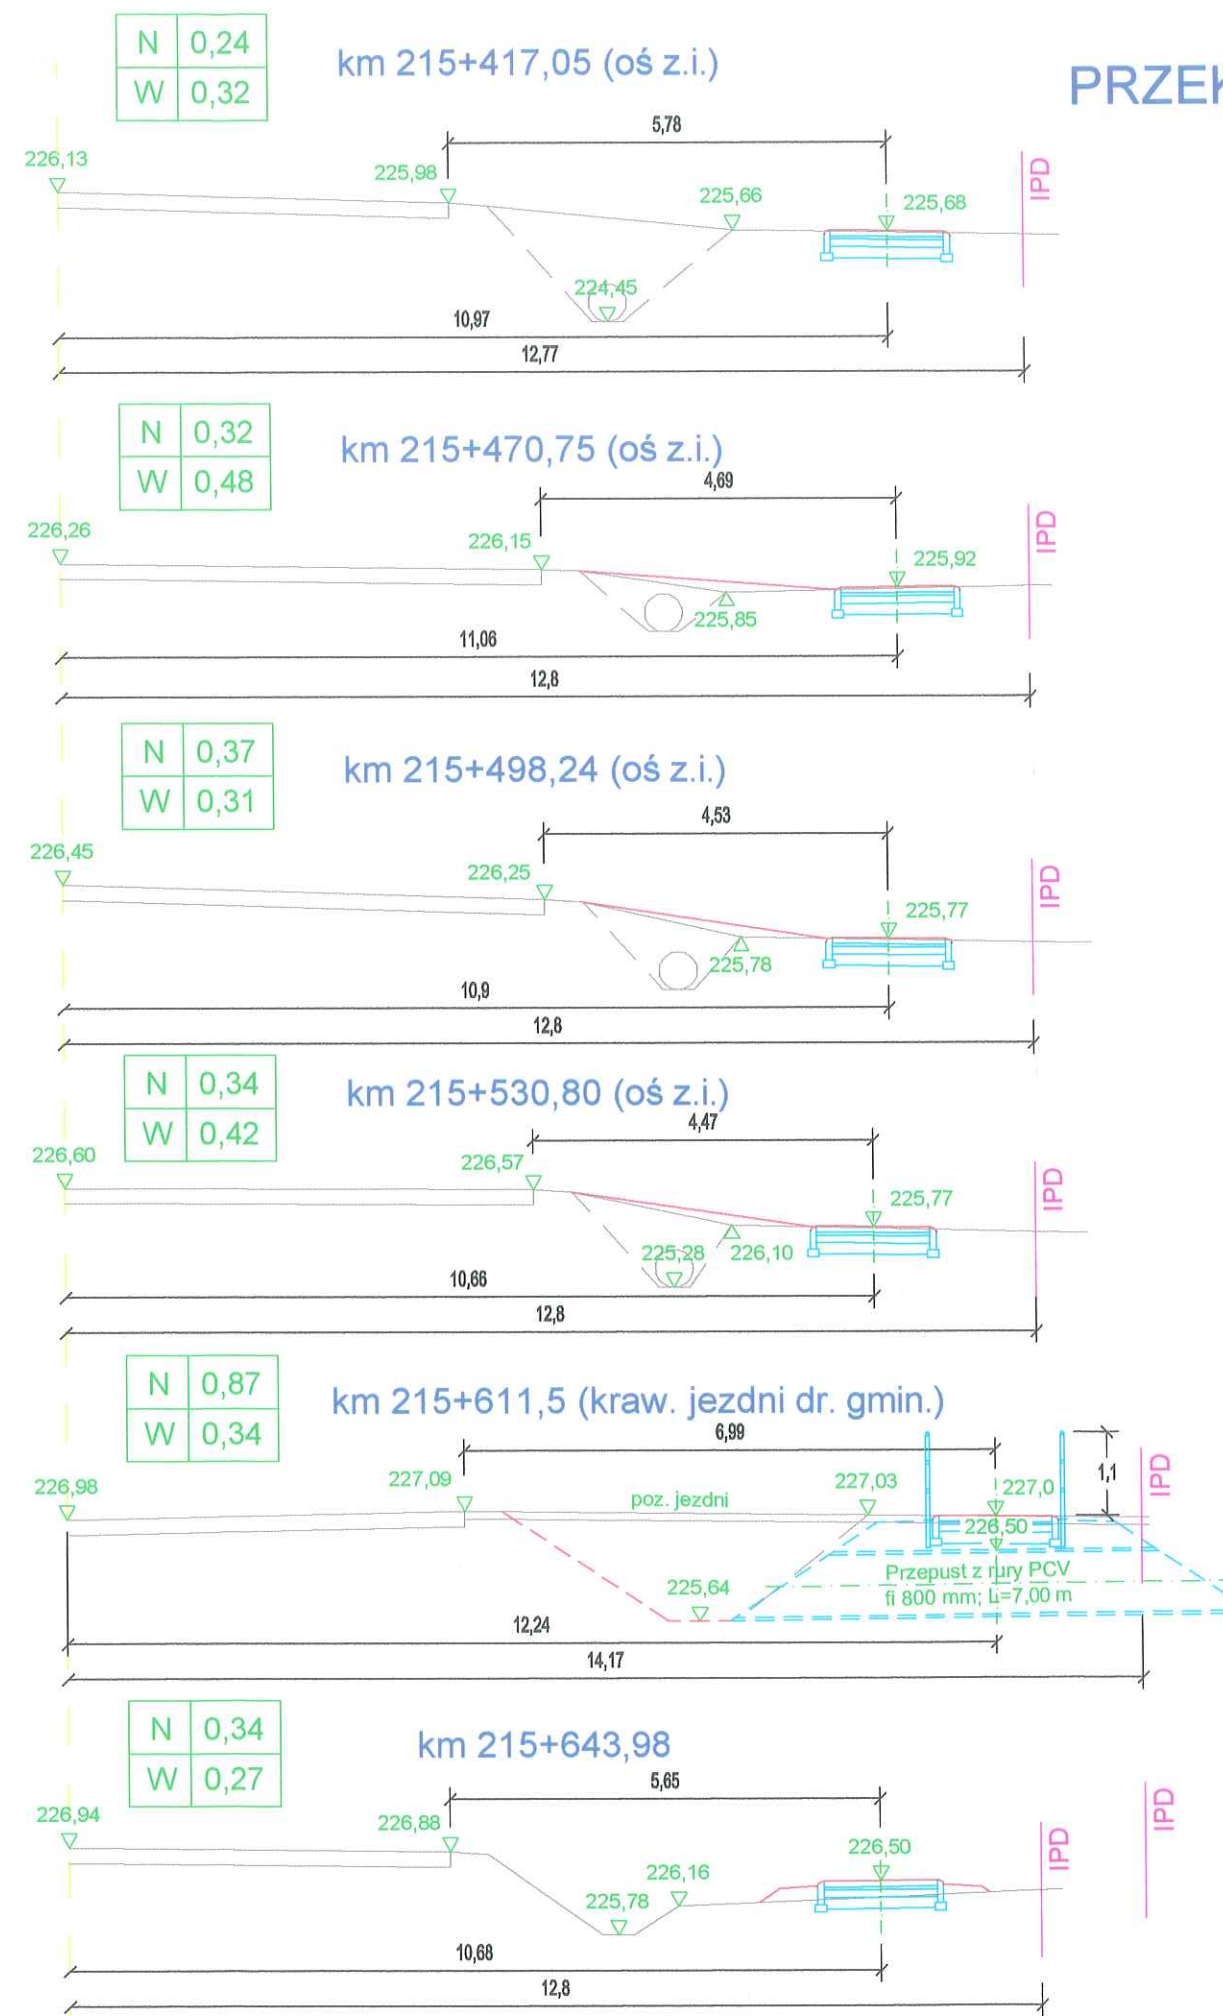 N 0,24
W 0,32
km 215+417,05 (oś z.i.)
PRZEK
5,78
226,13
225,98
225,66
225,68
IPD
224,45
10,97
12,77
N 0,32
W 0,48
km 215+470,75 (oś z.i.)
4,69
226,26
226,15
225,92
IPD
225,85
11,06
12,8
N 0,37
W 0,31
km 215+498,24 (oś z.i.)
4,53
226,45
226,25
225,77
IPD
225,78
10,9
12,8
N 0,34
W 0,42
km 215+530,80 (oś z.i.)
4,47
226,60
226,57
225,77
IPD
225,28
226,10
10,66
12,8
N 0,87
W 0,34
km 215+611,5 (kraw. jezdni dr. gmin.)
6,99
1,1
226,98
227,09
poz. jezdni
227,03
227,0
IPD
226,50
225,64
Przepust z rury PCV
fi 800 mm; L=7,00 m
12,24
14,17
N 0,34
W 0,27
km 215+643,98
5,65
226,94
226,88
226,50
IPD
IPD
226,16
225,78
10,68
12,8